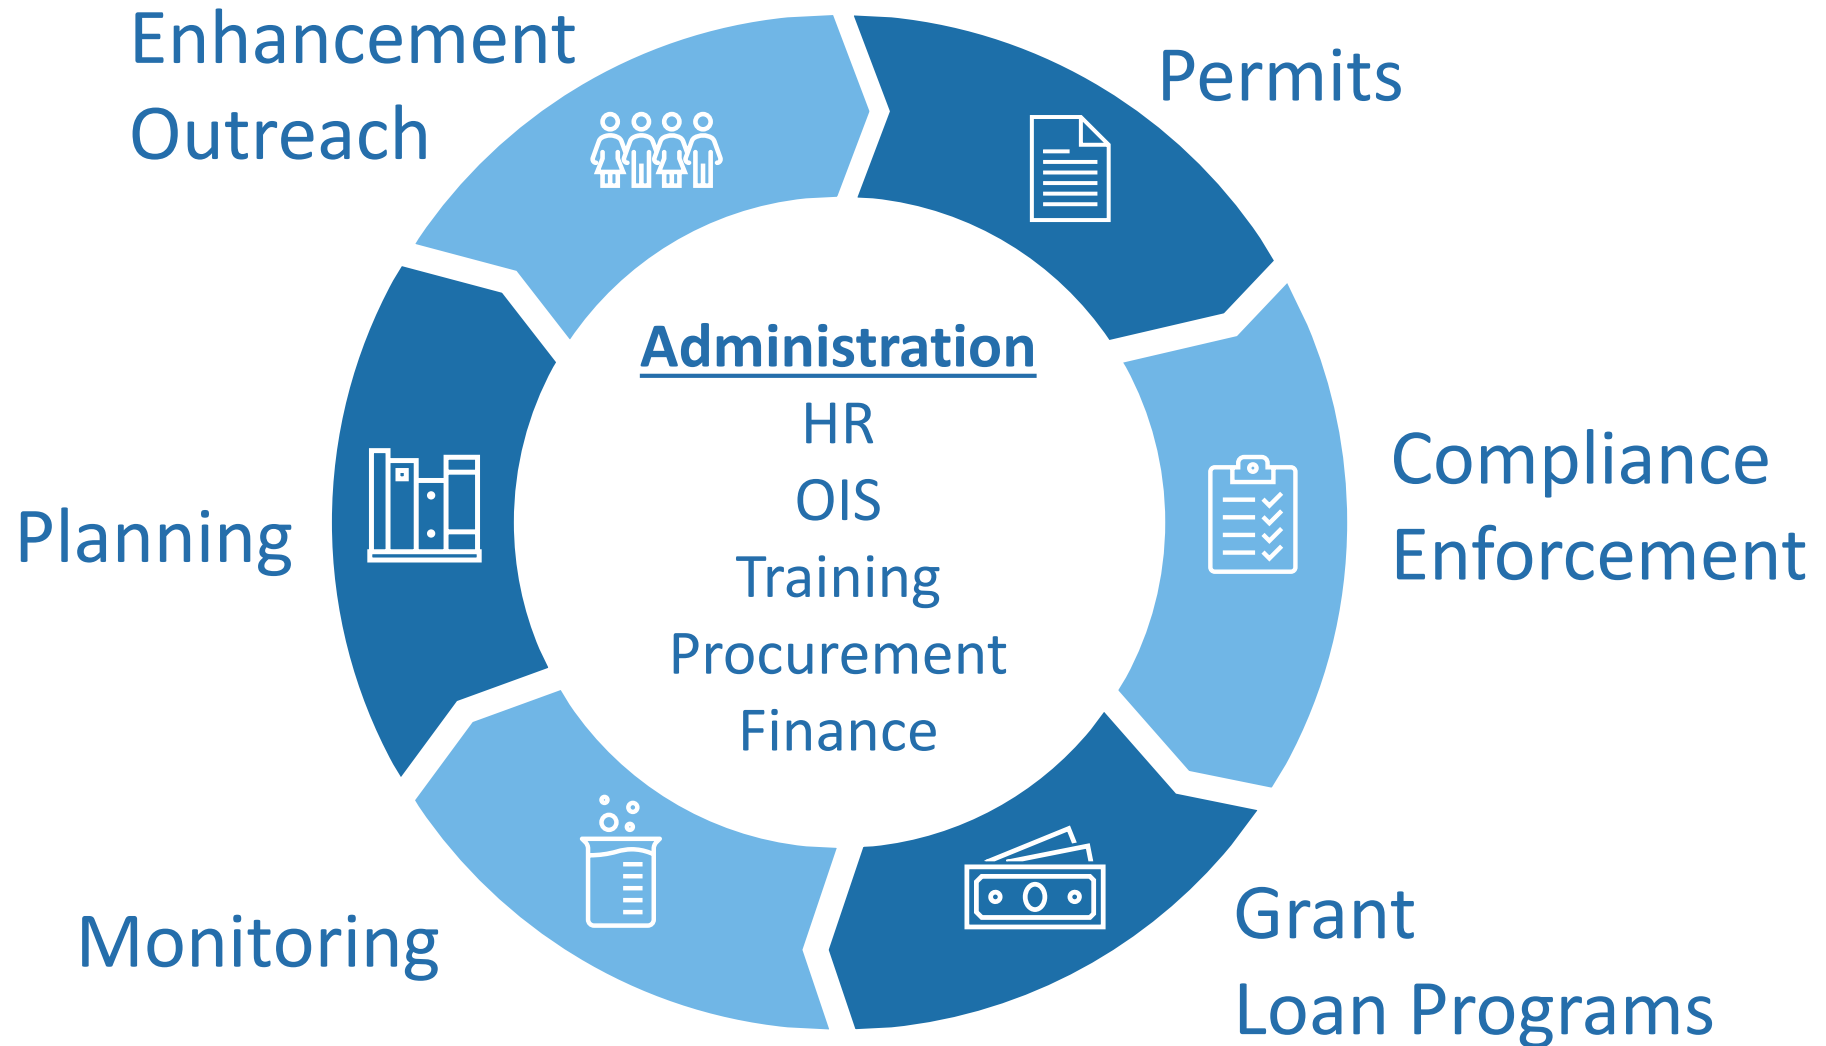 Enhancement
Outreach
Permits
Administration
HR
OIS
Training
Procurement
Finance
Compliance
Enforcement
Planning
Monitoring
Grant
Loan Programs